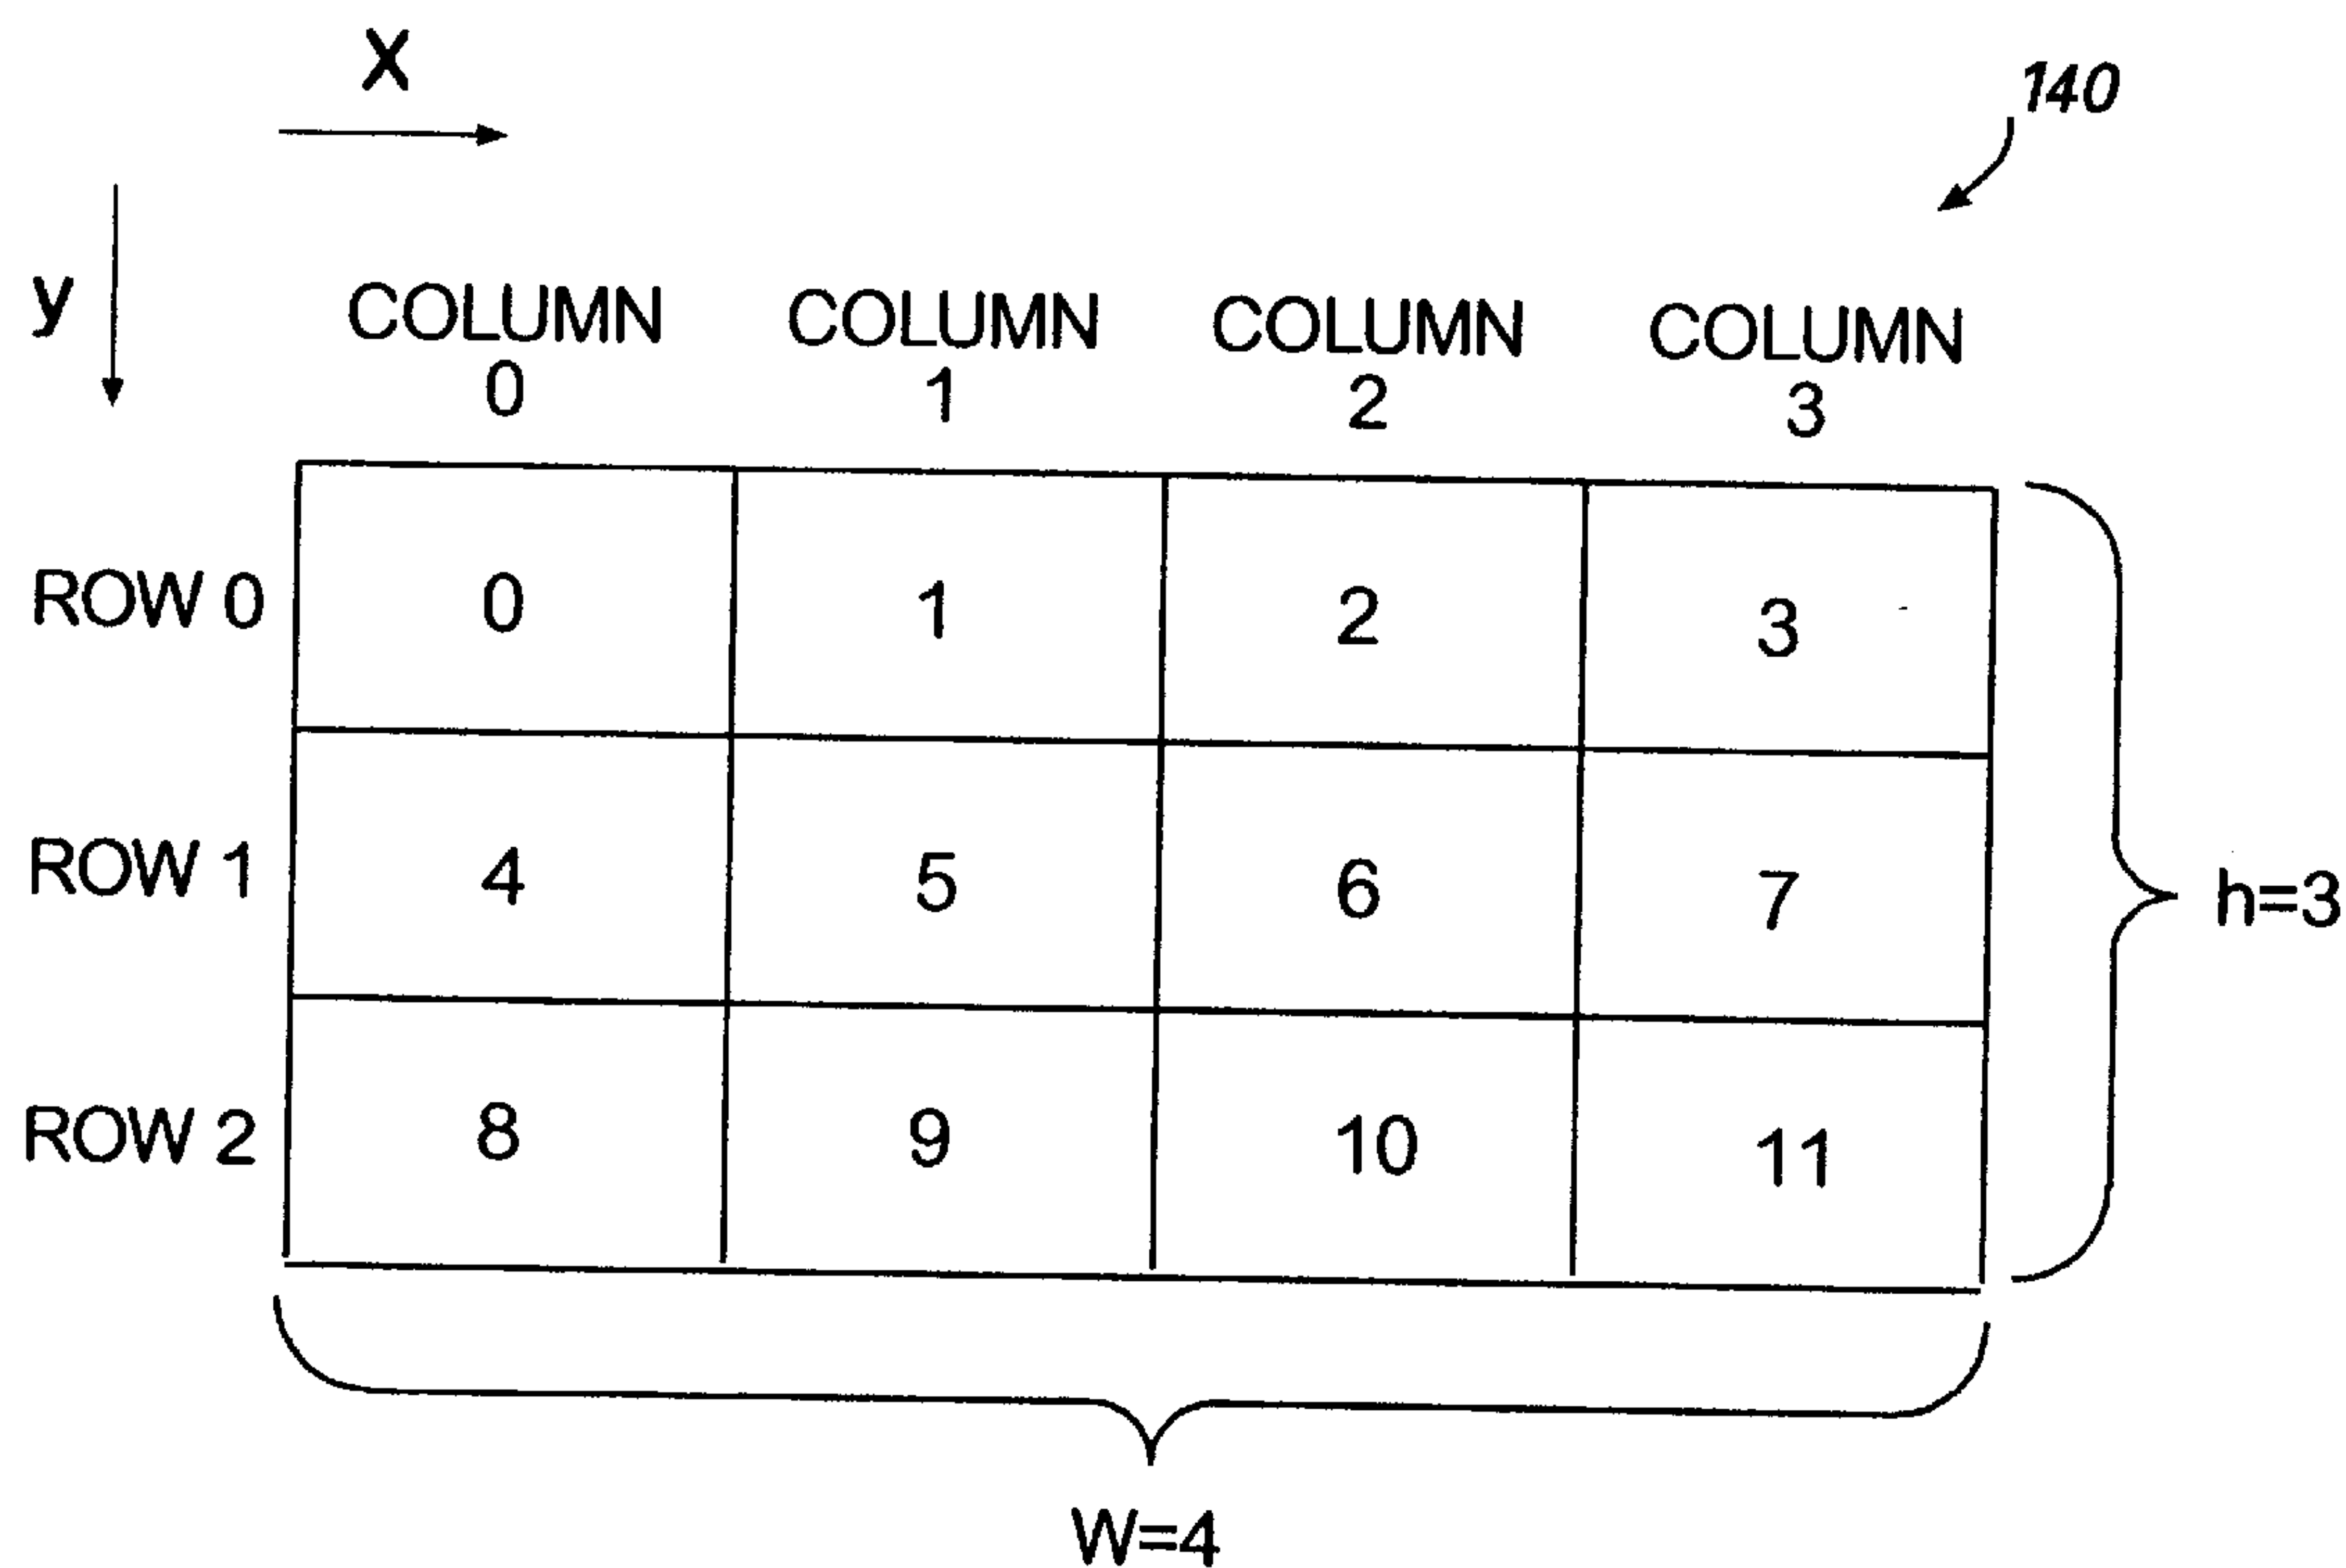 X
140
y
COLUMN 0
COLUMN 1
COLUMN 2
COLUMN 3
ROW 0 0 1 2 3
ROW 1 4 5 6 7
h=3
ROW 2 8 9 10 11
W=4